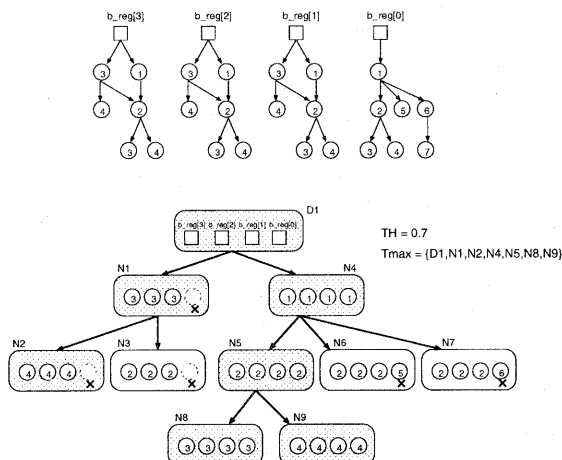 b_reg[3] b_reg[2] b_reg[1] b_reg[0]
3 1 3 1 3 1 1
4 2 4 2 4 2 2 5 6
3 4 3 4 3 4 3 4 7
D1
b_reg[3] b_reg[2] b_reg[1] b_reg[0]
TH = 0.7
Tmax = {D1,N1,N2,N4,N5,N8,N9}
N1 N4
3 3 3 1 1 1 1
×
N2 N3 N5 N6 N7
4 4 4 2 2 2 2 2 2 2 2 2 2 5 2 2 2 6
× × × ×
N8 N9
3 3 3 3 4 4 4 4